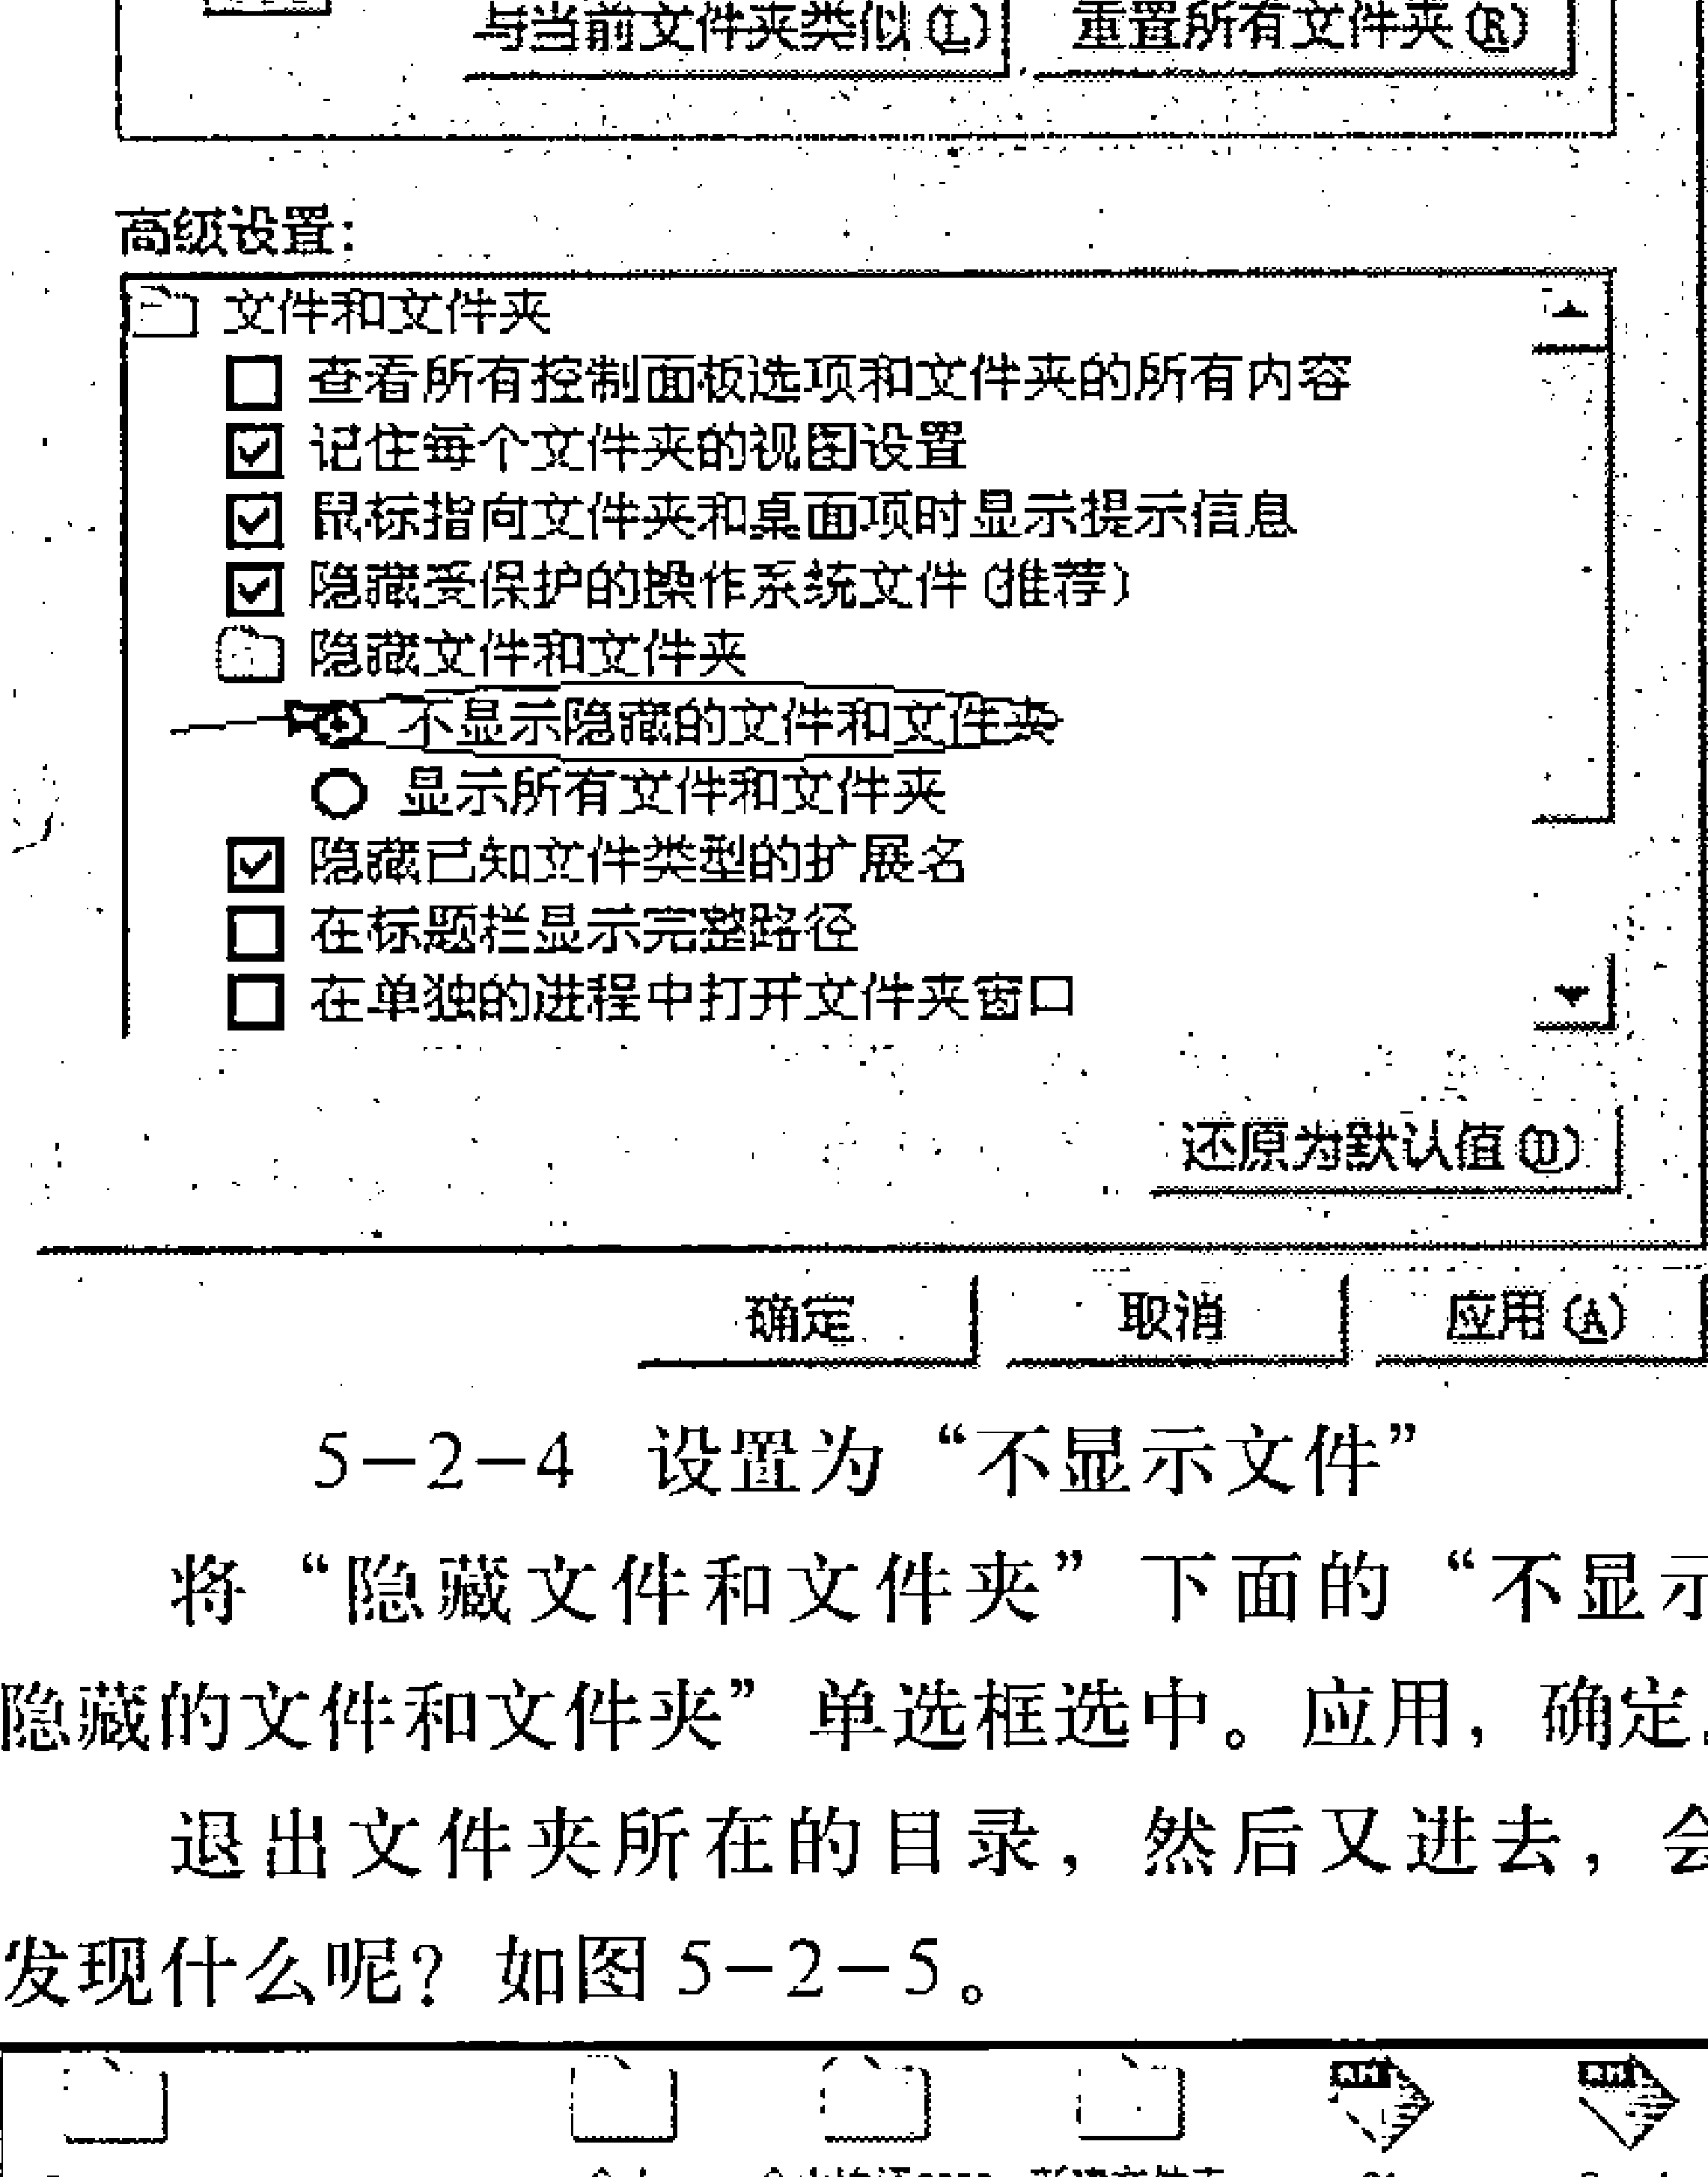 与当前文件夹类似(L) 重置所有文件夹(R)
高级设置:
文件和文件夹
查看所有控制面板选项和文件夹的所有内容
记住每个文件夹的视图设置
鼠标指向文件夹和桌面项时显示提示信息
隐藏受保护的操作系统文件(推荐)
隐藏文件和文件夹
不显示隐藏的文件和文件夹
显示所有文件和文件夹
隐藏已知文件类型的扩展名
在标题栏显示完整路径
在单独的进程中打开文件夹窗口
还原为默认值(D)
确定 取消 应用(A)
5-2-4 设置为“不显示文件”
将“隐藏文件和文件夹”下面的“不显示
隐藏的文件和文件夹”单选框选中。应用，确定。
退出文件夹所在的目录，然后又进去，会
发现什么呢？如图 5-2-5。